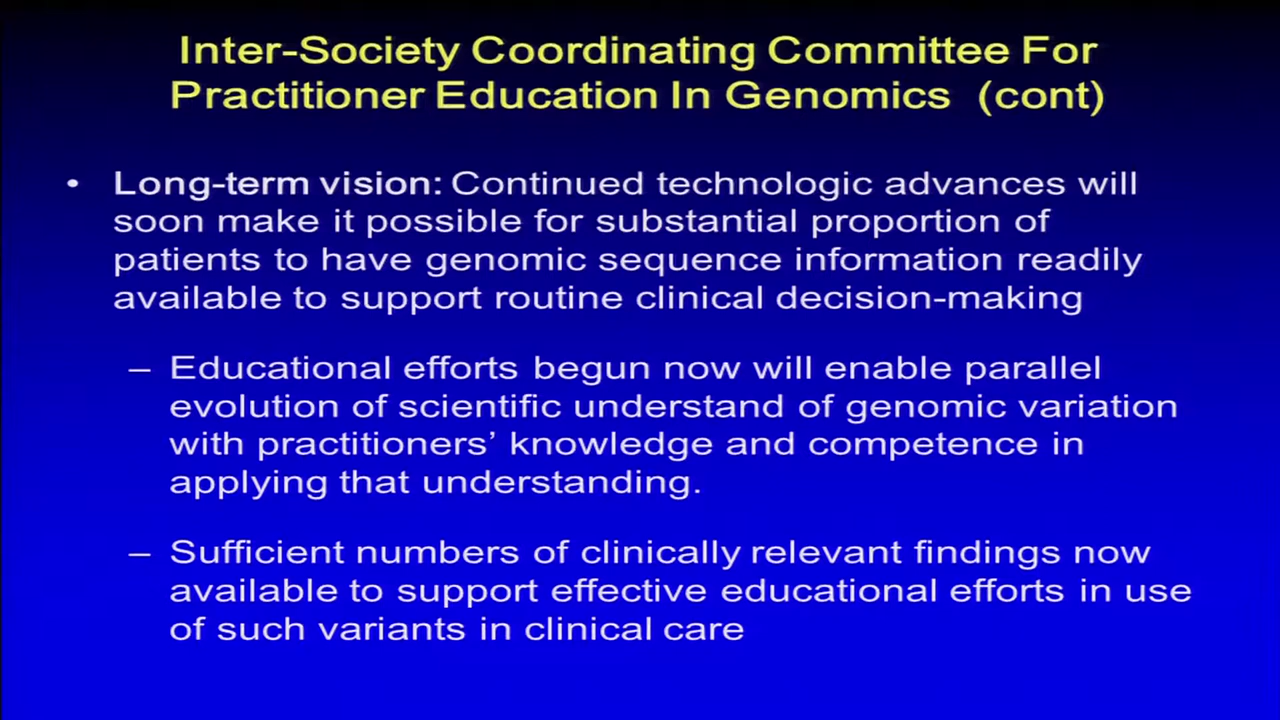 Inter-Society Coordinating Committee For
Practitioner Education In Genomics (cont)
• Long-term vision: Continued technologic advances will
soon make it possible for substantial proportion of
patients to have genomic sequence information readily
available to support routine clinical decision-making
– Educational efforts begun now will enable parallel
evolution of scientific understand of genomic variation
with practitioners’ knowledge and competence in
applying that understanding.
– Sufficient numbers of clinically relevant findings now
available to support effective educational efforts in use
of such variants in clinical care